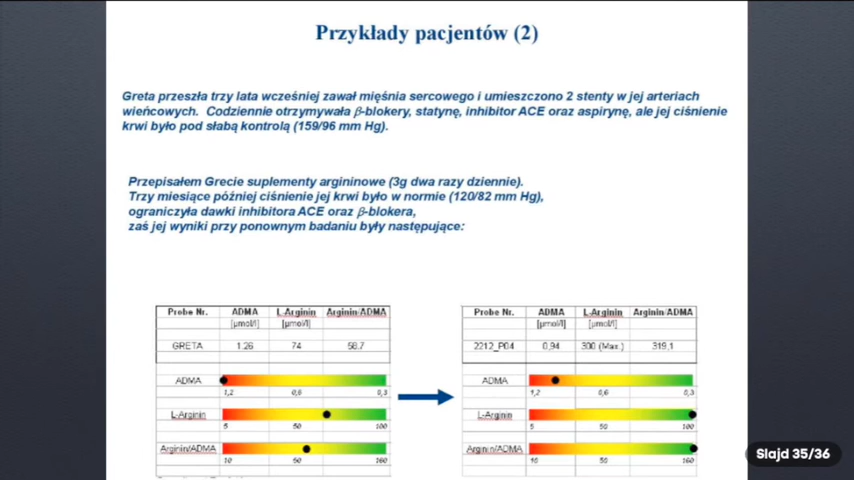 Przykłady pacjentów (2)
Greta przeszła trzy lata wcześniej zawał mięśnia sercowego i umieszczono 2 stenty w jej arteriach
wieńcowych. Codziennie otrzymywała β-blokery, statynę, inhibitor ACE oraz aspirynę, ale jej ciśnienie
krwi było pod słabą kontrolą (159/96 mm Hg).
Przepisałem Grecie suplementy argininowe (3g dwa razy dziennie).
Trzy miesiące później ciśnienie jej krwi było w normie (120/82 mm Hg),
ograniczyła dawki inhibitora ACE oraz β-blokera,
zaś jej wyniki przy ponownym badaniu były następujące:
Probe Nr. ADMA L-Arginin Arginin/ADMA
[µmol/l] [µmol/l]
GRETA 1.26 74 58.7
ADMA
1,2 0,6 0,3
L-Arginin
5 50 100
Arginin/ADMA
10 50 160
Probe Nr. ADMA L-Arginin Arginin/ADMA
[µmol/l] [µmol/l]
2212_P04 0,94 300 (Max.) 319,1
ADMA
1,2 0,6 0,3
L-Arginin
5 50 100
Arginin/ADMA
10 50 160
Slajd 35/36